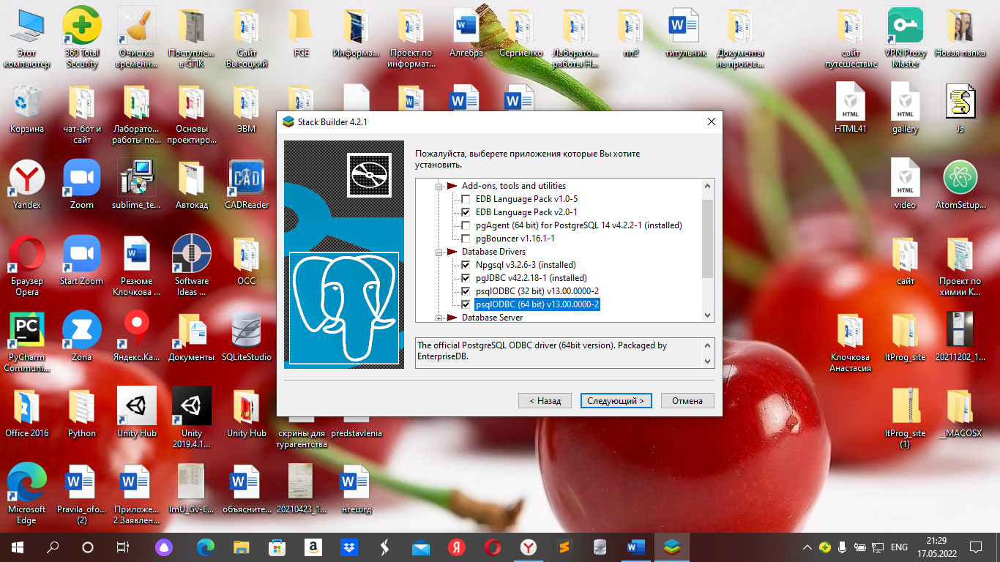 Этот
компьютер
360 Total
Security
Очистка
временн...
Поступле...
в СПК
Сайт
Высоцкий
FCE
Информа...
Проект по
информат...
Алгебра
Сергиенко
Лаборато...
работы Н...
пп2
титульник
Документы
на произв...
сайт
путешествие
VPN Proxy
Master
Новая папка
Корзина
чат-бот и
сайт
Лаборато...
работы по...
Основы
проектиро...
ЭВМ
HTML
HTML41
HTML
gallery
Js
Stack Builder 4.2.1
Пожалуйста, выберете приложения которые Вы хотите
установить.
Add-ons, tools and utilities
EDB Language Pack v1.0-5
EDB Language Pack v2.0-1
pgAgent (64 bit) for PostgreSQL 14 v4.2.2-1 (installed)
pgBouncer v1.16.1-1
Database Drivers
Npgsql v3.2.6-3 (installed)
pgJDBC v42.2.18-1 (installed)
psqlODBC (32 bit) v13.00.0000-2
psqlODBC (64 bit) v13.00.0000-2
Database Server
The official PostgreSQL ODBC driver (64bit version). Packaged by
EnterpriseDB.
< Назад
Следующий >
Отмена
Yandex
Zoom
sublime_te...
Автокад
CAD
CADReader
HTML
video
AtomSetup...
Браузер
Opera
Start Zoom
Резюме
Клочкова ...
Software
Ideas ...
ОСС
сайт
Проект по
химии К...
PC
PyCharm
Communi...
Zona
Яндекс.Ка...
Документы
SQLiteStudio
Клочкова
Анастасия
ItProg_site
20211202_1...
Office 2016
Python
Unity Hub
Unity
2019.4.1...
Unity Hub
скрины для
турагентства
predstavlenia
ItProg_site
(1)
__MACOSX
Microsoft
Edge
Pravila_ofo...
(2)
Приложе...
2 Заявлен...
ImU_Gv-E...
объясните...
20210423_1...
нгешгд
ENG
21:29
17.05.2022